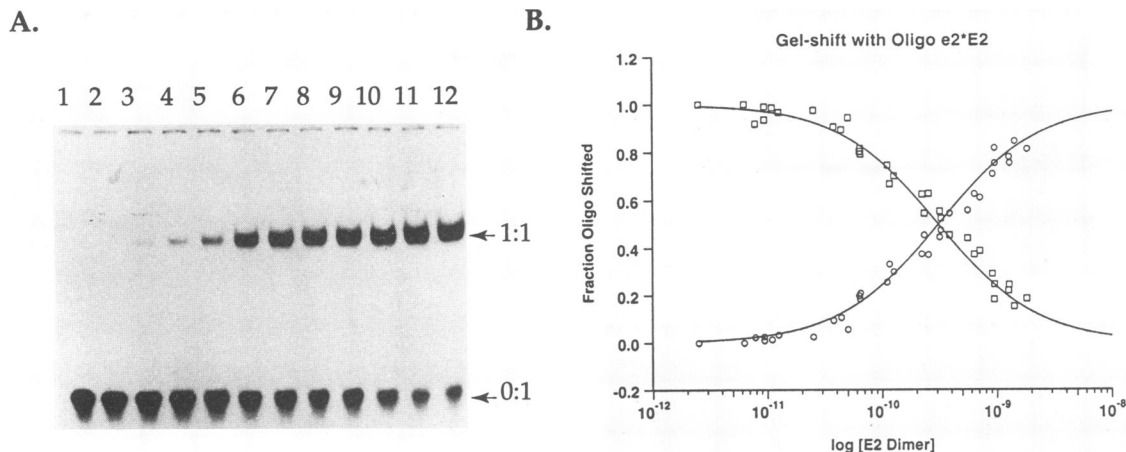 A.
1 2 3 4 5 6 7 8 9 10 11 12
1:1
0:1
B.
Gel-shift with Oligo e2*E2
Fraction Oligo Shifted
1.2
1.0
0.8
0.6
0.4
0.2
0.0
-0.2
10-12
10-11
10-10
10-9
10-8
log [E2 Dimer]